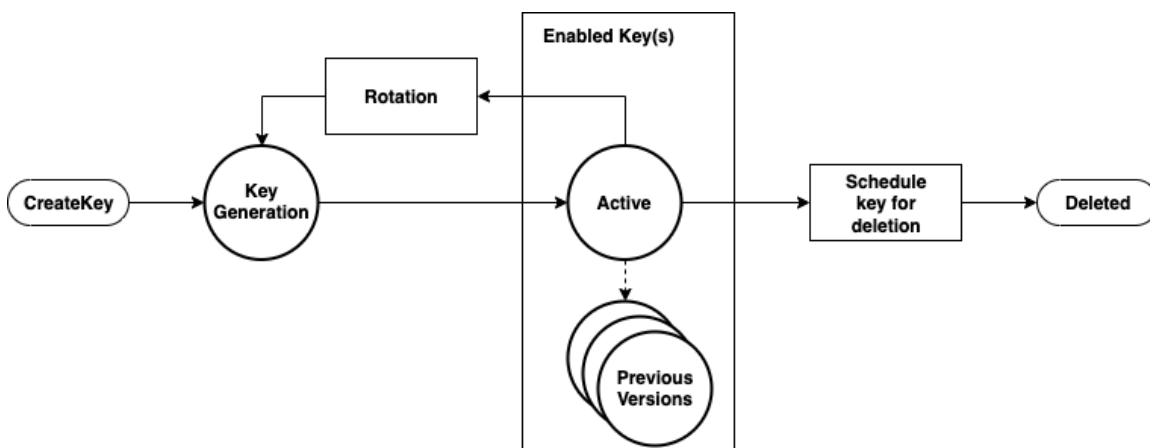 Enabled Key(s)
Rotation
CreateKey
Key
Generation
Active
Schedule
key for
deletion
Deleted
Previous
Versions